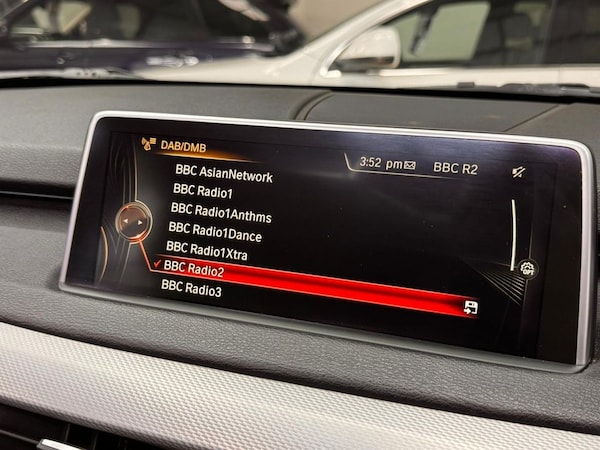 DAB/DMB
3:52 pm BBC R2
BBC AsianNetwork
BBC Radio1
BBC Radio1Anthms
BBC Radio1Dance
BBC Radio1Xtra
BBC Radio2
BBC Radio3
OPT